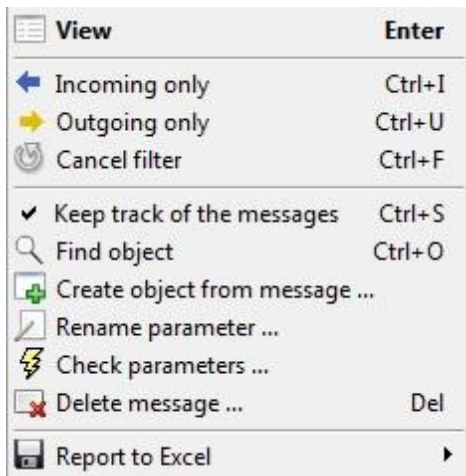 View Enter
Incoming only Ctrl+I
Outgoing only Ctrl+U
Cancel filter Ctrl+F
Keep track of the messages Ctrl+S
Find object Ctrl+O
Create object from message ...
Rename parameter ...
Check parameters ...
Delete message ... Del
Report to Excel